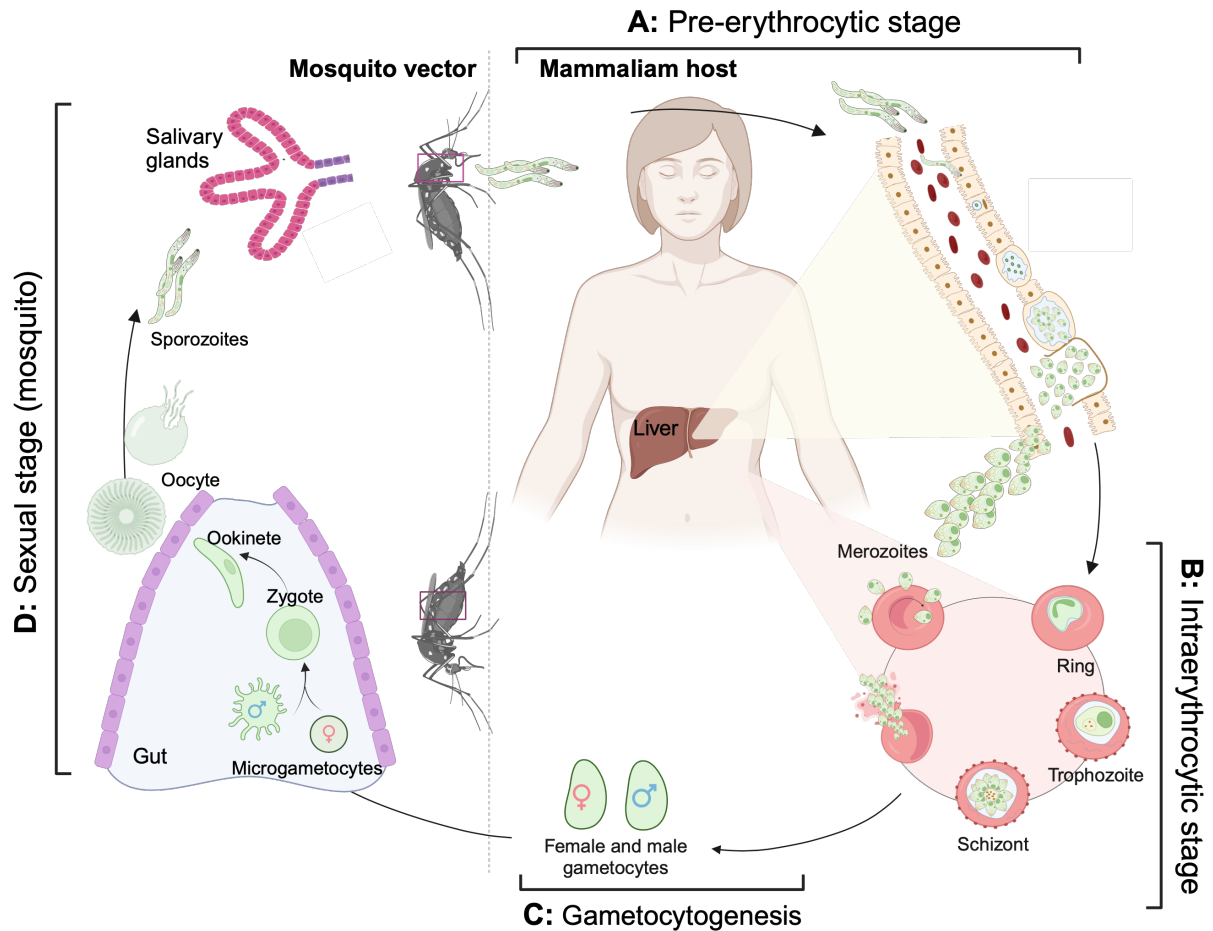 A: Pre-erythrocytic stage
Mosquito vector
Mammaliam host
Salivary
glands
Sporozoites
D: Sexual stage (mosquito)
Liver
Oocyte
Ookinete
Merozoites
Zygote
B: Intraerythrocytic stage
Ring
♂
♀
Gut
Microgametocytes
Trophozoite
♀
♂
Schizont
Female and male
gametocytes
C: Gametocytogenesis